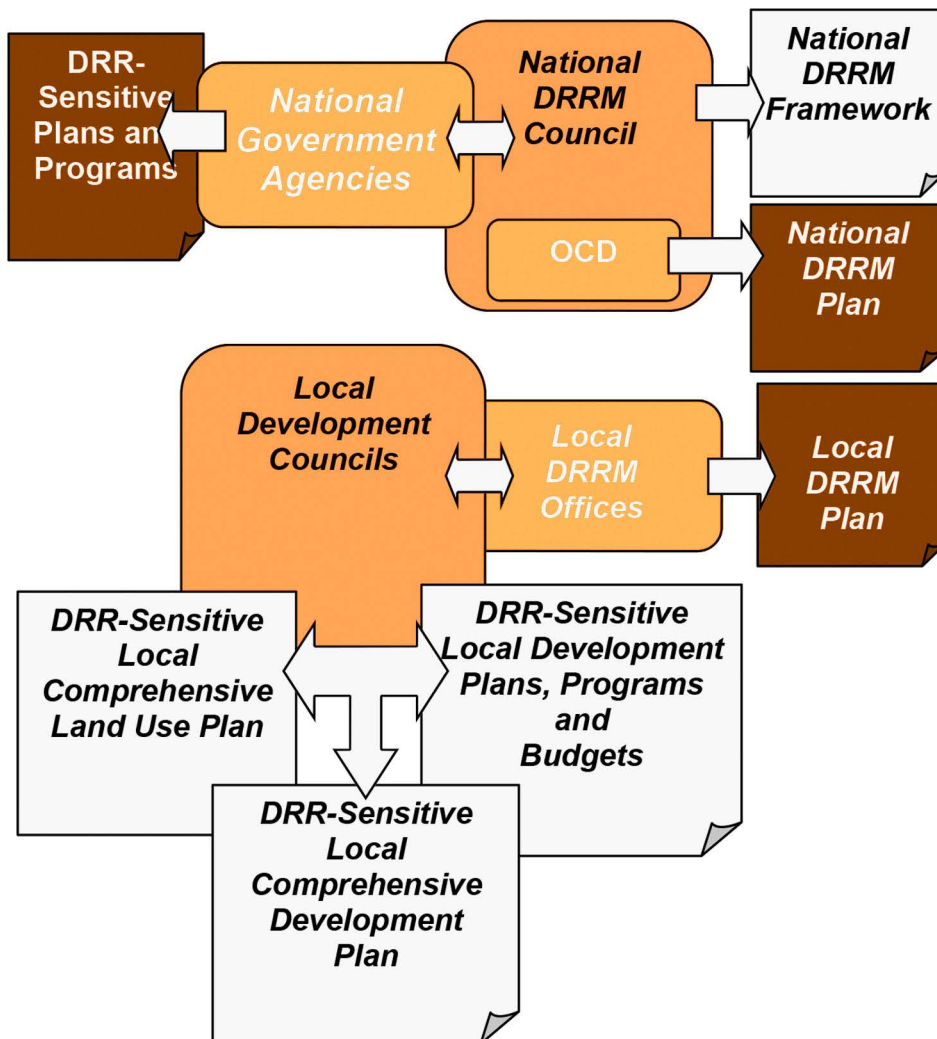 DRR-
Sensitive
Plans an
Programs
National
Government
Agencies
National
DRRM
Council
National
DRRM
Framework
OCD
National
DRRM
Plan
Local
Development
Councils
Local
DRRM
Offices
Local
DRRM
Plan
DRR-Sensitive
Local
Comprehensive
Land Use Plan
DRR-Sensitive
Local Development
Plans, Programs
and
Budgets
DRR-Sensitive
Local
Comprehensive
Development
Plan